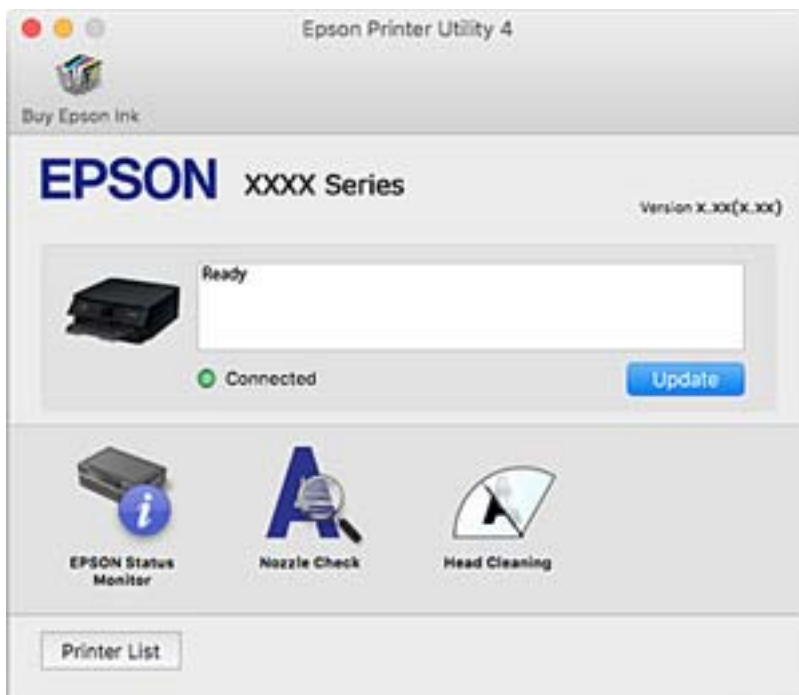 Epson Printer Utility 4
Buy Epson Ink
EPSON XXXX Series
Version X.XX(X.XX)
Ready
Connected
Update
EPSON Status
Monitor
Nozzle Check
Head Cleaning
Printer List